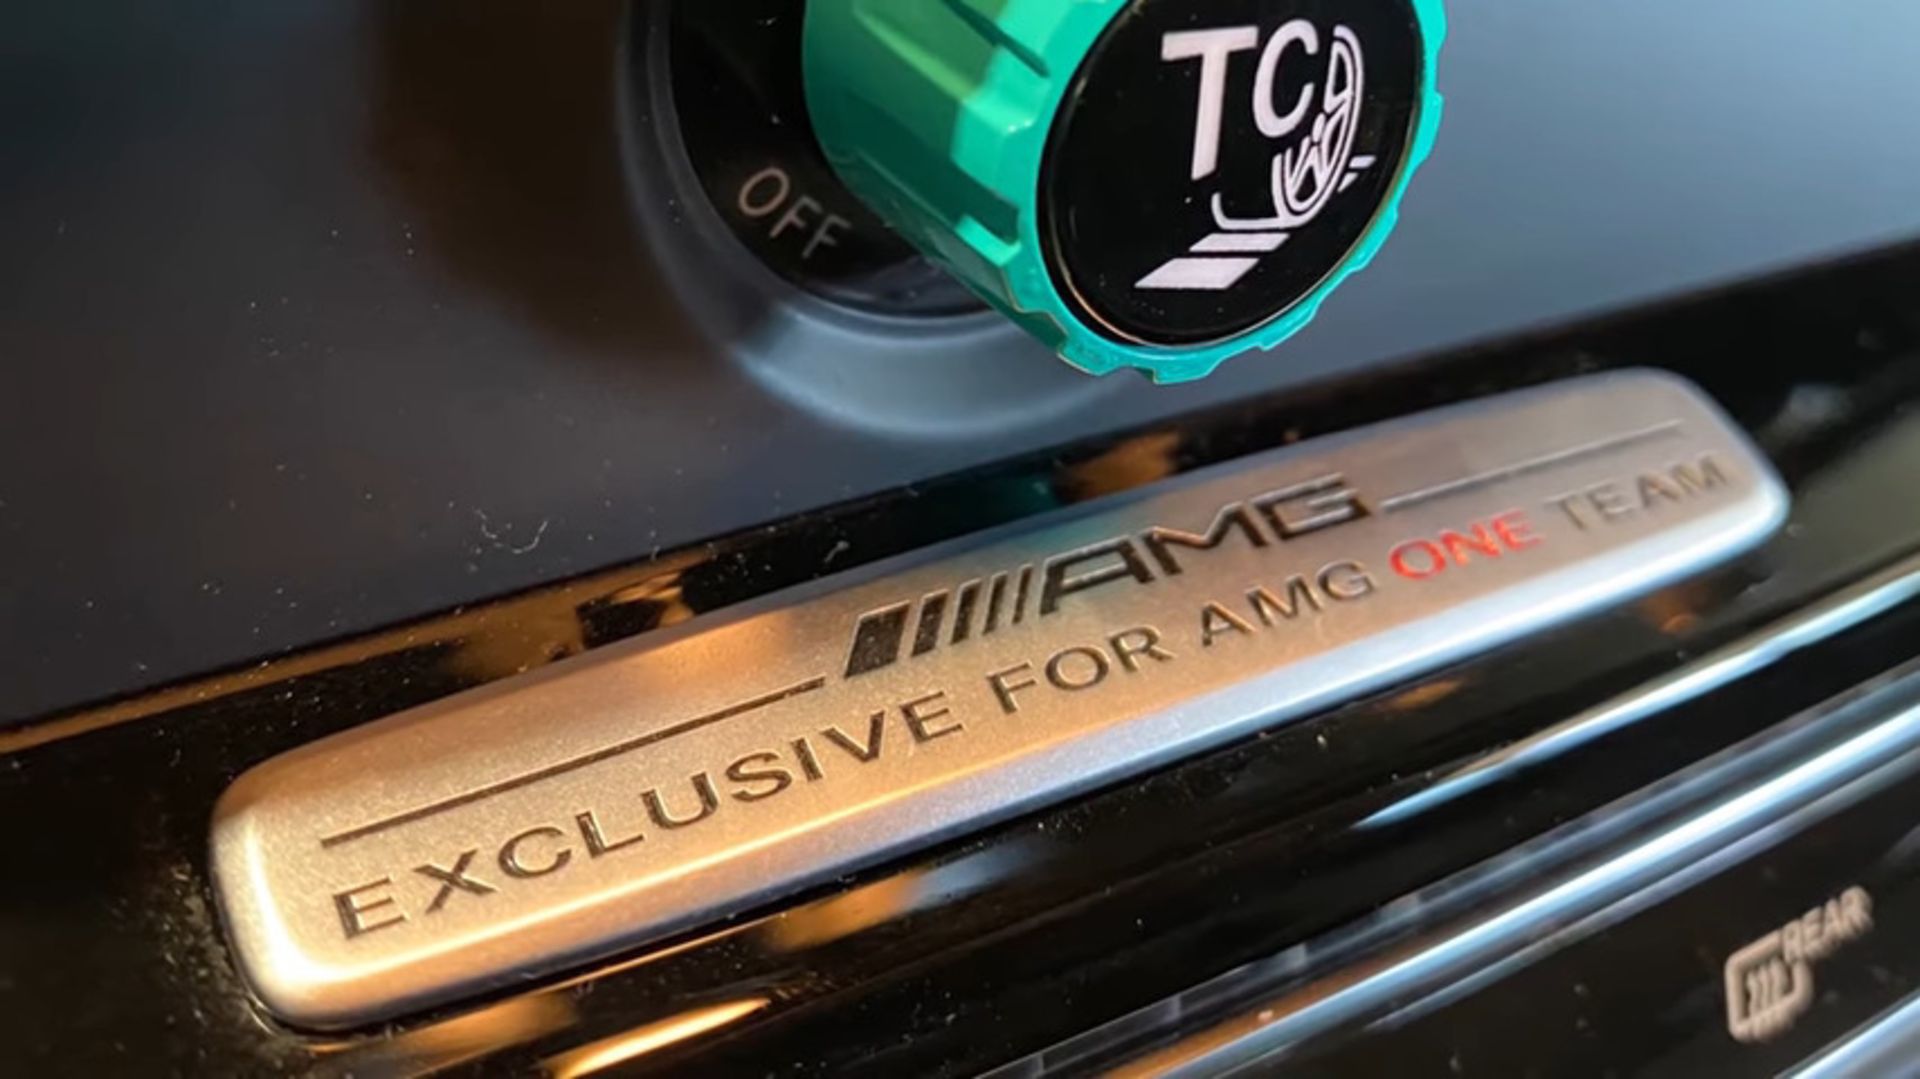 TC
OFF
AMG
EXCLUSIVE FOR AMG ONE TEAM
REAR